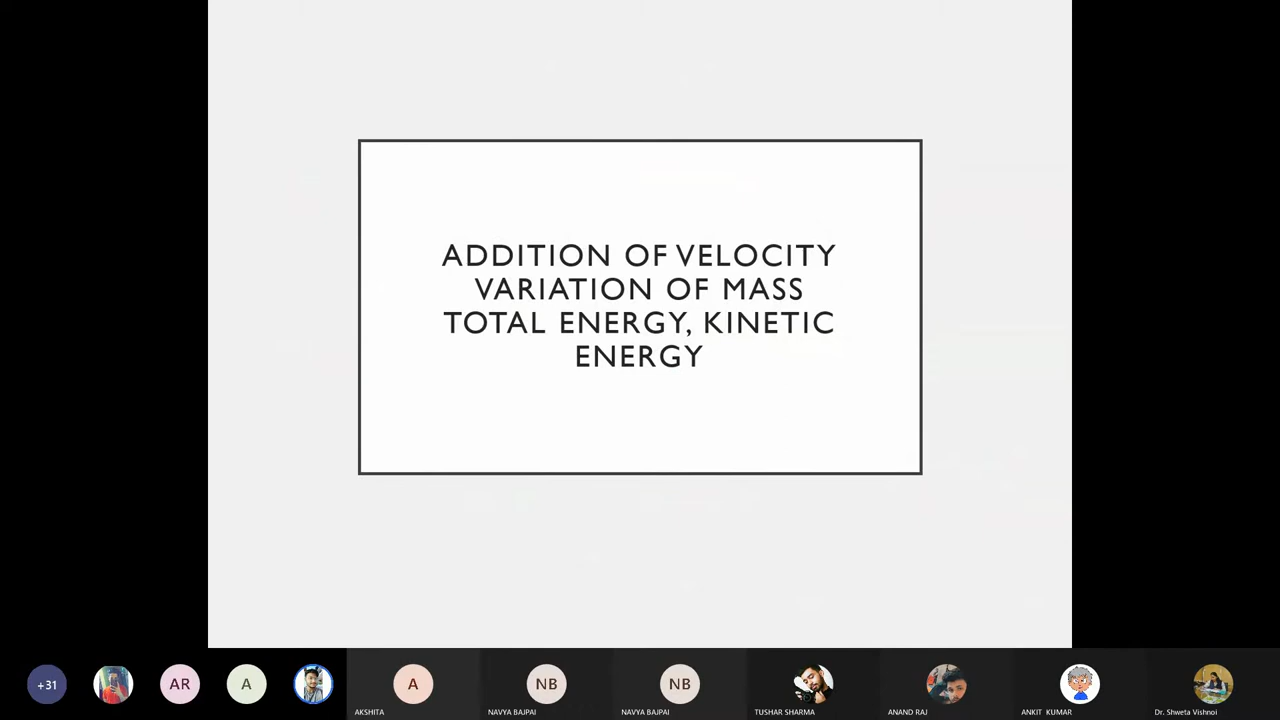 ADDITION OF VELOCITY
VARIATION OF MASS
TOTAL ENERGY, KINETIC
ENERGY
+31
AR
A
A
NB
NB
AKSHITA
NAVYA BAJPAI
NAVYA BAJPAI
TUSHAR SHARMA
ANAND RAJ
ANKIT KUMAR
Dr. Shweta Vishnoi